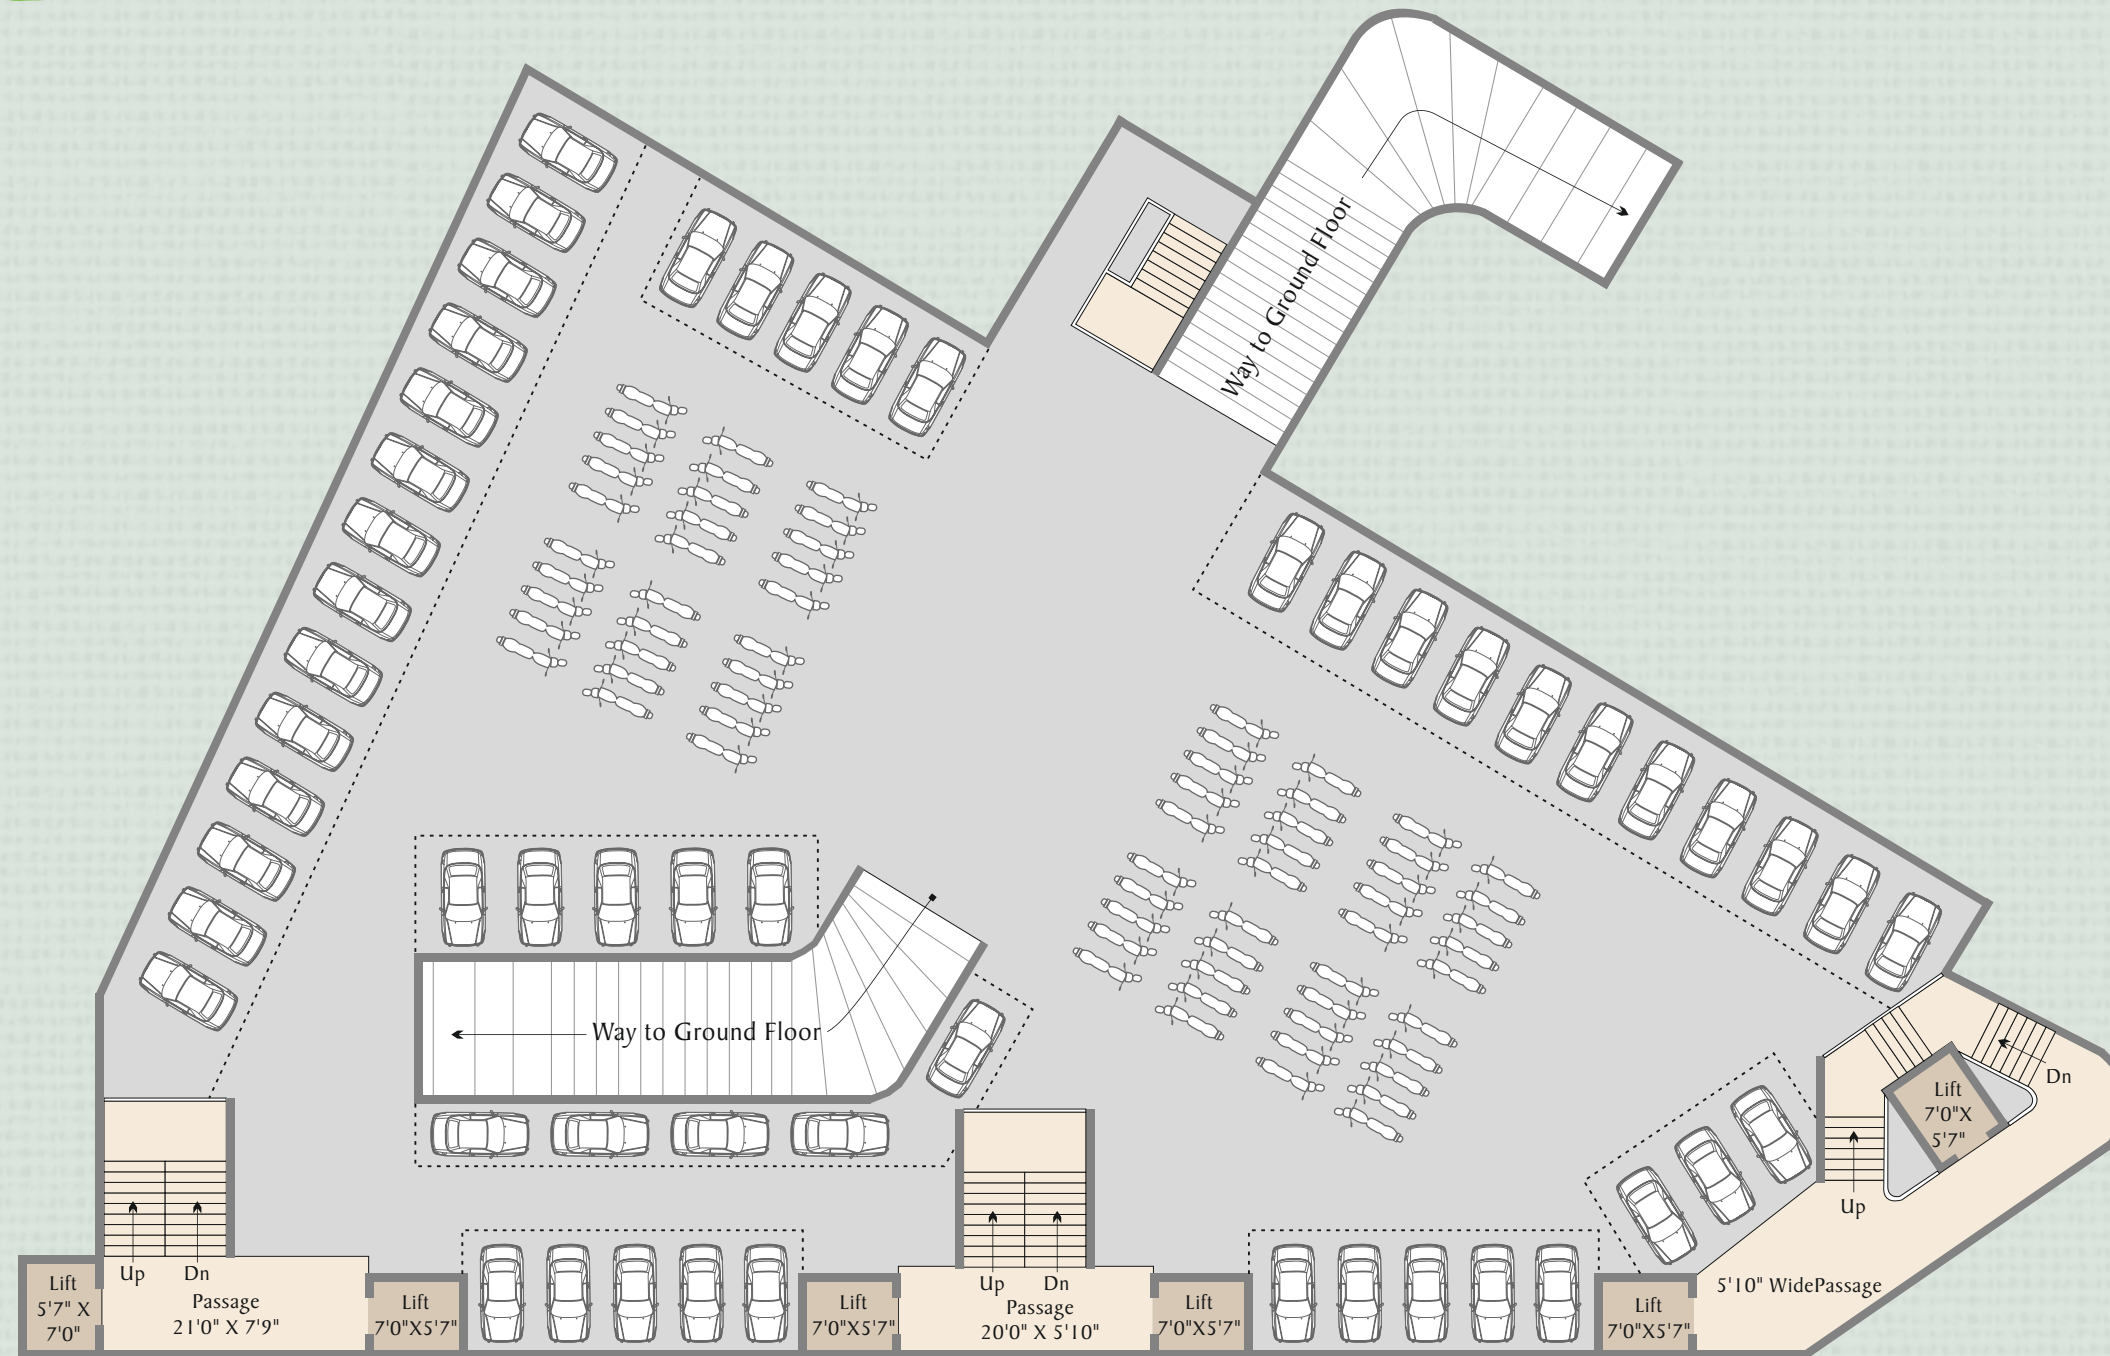 Way to Ground Floor
Way to Ground Floor
Lift
7'0"X
5'7"
Dn
Up
Up
Dn
Lift
5'7" X
7'0"
Passage
21'0" X 7'9"
Lift
7'0"X5'7"
Lift
7'0"X5'7"
Up
Dn
Passage
20'0" X 5'10"
Lift
7'0"X5'7"
Lift
7'0"X5'7"
5'10" WidePassage